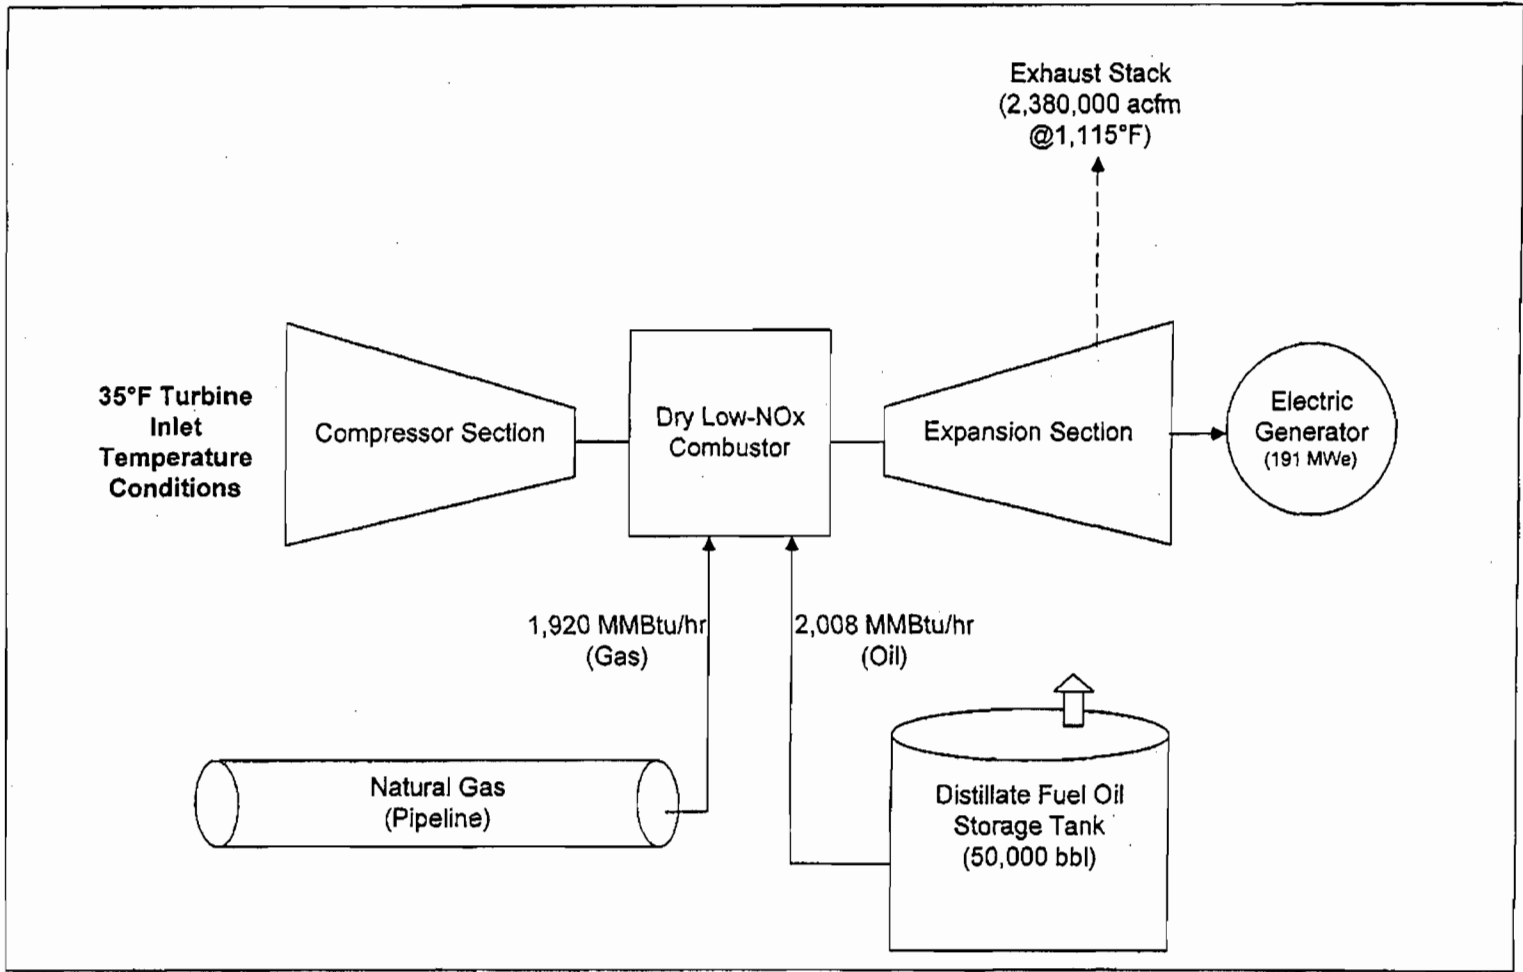 Exhaust Stack
(2,380,000 acfm
@1,115°F)
35°F Turbine
Inlet
Temperature
Conditions
Compressor Section
Dry Low-NOx
Combustor
Expansion Section
Electric
Generator
(191 MWe)
1,920 MMBtu/hr
(Gas)
2,008 MMBtu/hr
(Oil)
Natural Gas
(Pipeline)
Distillate Fuel Oil
Storage Tank
(50,000 bbl)